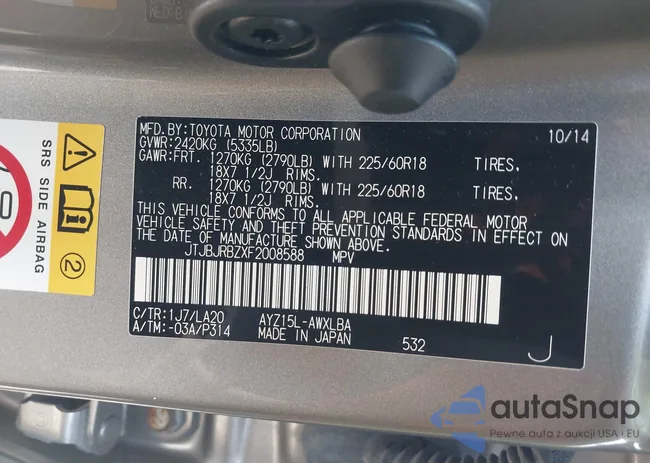 SRS SIDE AIRBAG
2
MFD.BY:TOYOTA MOTOR CORPORATION 10/14
GVWR:2420KG (5335LB)
GAWR:FRT. 1270KG (2790LB) WITH 225/60R18 TIRES.
18X7 1/2J RIMS.
RR. 1270KG (2790LB) WITH 225/60R18 TIRES.
18X7 1/2J RIMS.
THIS VEHICLE CONFORMS TO ALL APPLICABLE FEDERAL MOTOR
VEHICLE SAFETY AND THEFT PREVENTION STANDARDS IN EFFECT ON
THE DATE OF MANUFACTURE SHOWN ABOVE.
JTJBJRBZXF2008588 MPV
C/TR:1J7/LA20 AYZ15L-AWXLBA
A/TM:-03A/P314 MADE IN JAPAN 532 J
autaSnap
Pewne auta z aukcji USA i EU